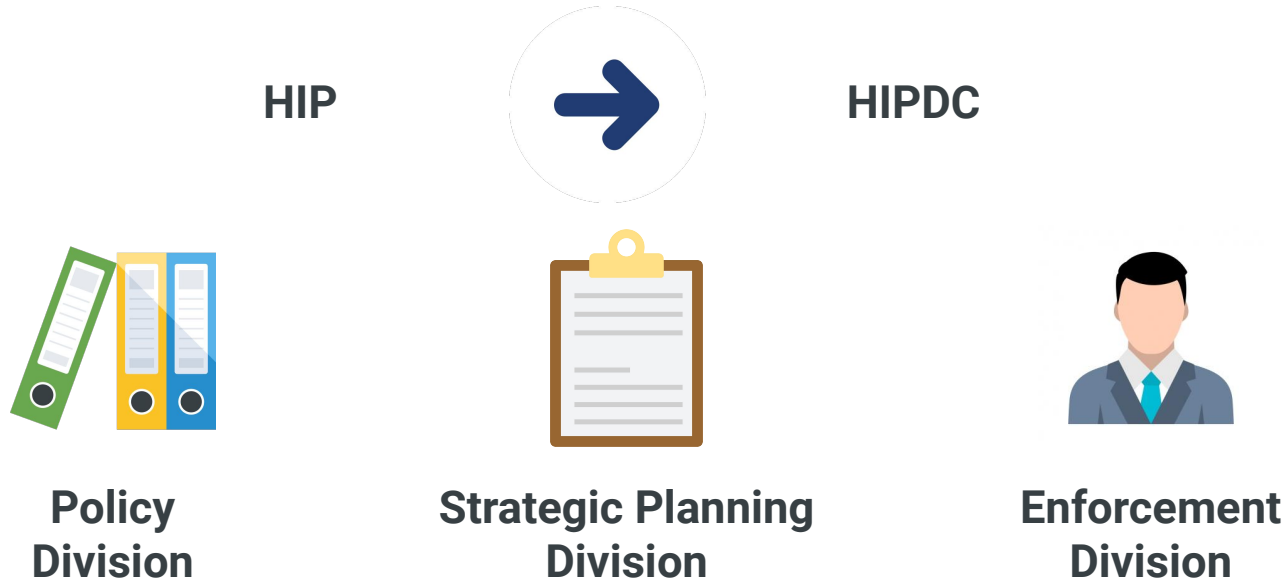 HIP
HIPDC
Policy
Division
Strategic Planning
Division
Enforcement
Division